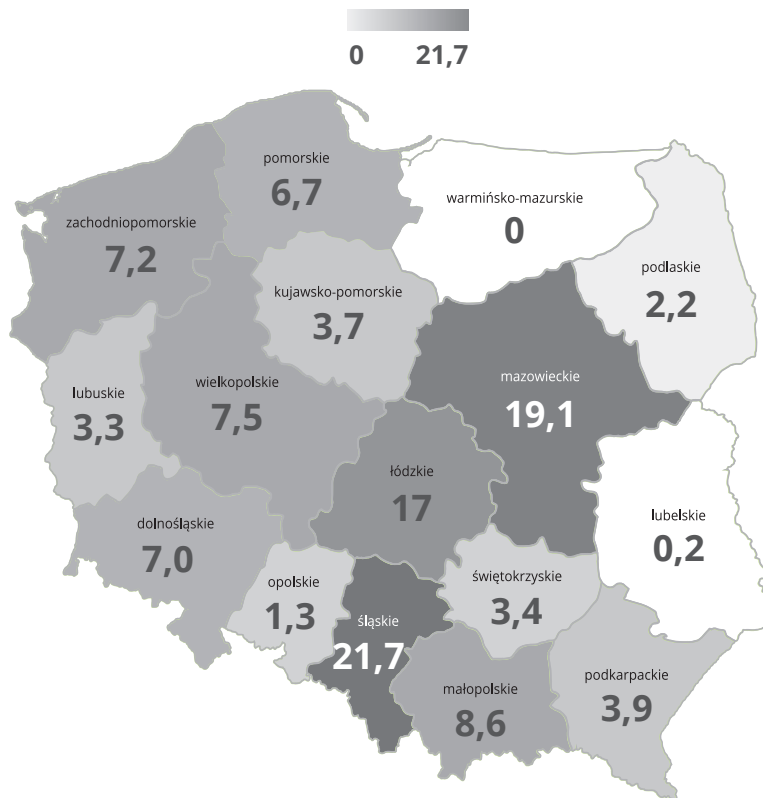 0 21,7
pomorskie
6,7
warmińsko-mazurskie
0
zachodniopomorskie
7,2
podlaskie
2,2
kujawsko-pomorskie
3,7
mazowieckie
19,1
wielkopolskie
7,5
lubuskie
3,3
łódzkie
17
lubelskie
0,2
dolnośląskie
7,0
opolskie
1,3
świętokrzyskie
3,4
śląskie
21,7
podkarpackie
3,9
małopolskie
8,6